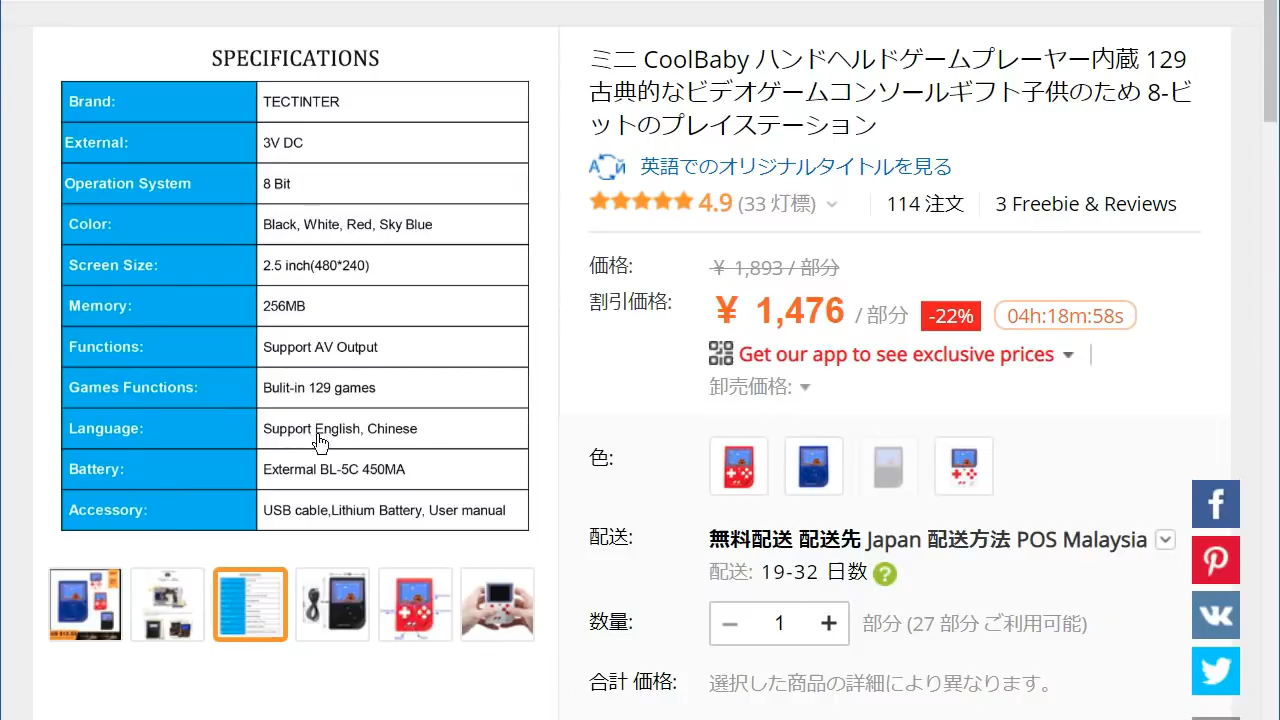 SPECIFICATIONS
Brand: TECTINTER
External: 3V DC
Operation System 8 Bit
Color: Black, White, Red, Sky Blue
Screen Size: 2.5 inch(480*240)
Memory: 256MB
Functions: Support AV Output
Games Functions: Bulit-in 129 games
Language: Support English, Chinese
Battery: Extermal BL-5C 450MA
Accessory: USB cable,Lithium Battery, User manual
ミニ CoolBaby ハンドヘルドゲームプレーヤー内蔵 129
古典的なビデオゲームコンソールギフト子供のため 8-ビ
ットのプレイステーション
英語でのオリジナルタイトルを見る
4.9 (33 灯標) 114 注文 3 Freebie & Reviews
価格: ¥ 1,893 / 部分
割引価格: ¥ 1,476 / 部分 -22% 04h:18m:58s
Get our app to see exclusive prices
卸売価格:
色:
配送: 無料配送 配送先 Japan 配送方法 POS Malaysia
配送: 19-32 日数 ?
数量: − 1 + 部分 (27 部分 ご利用可能)
合計 価格: 選択した商品の詳細により異なります。